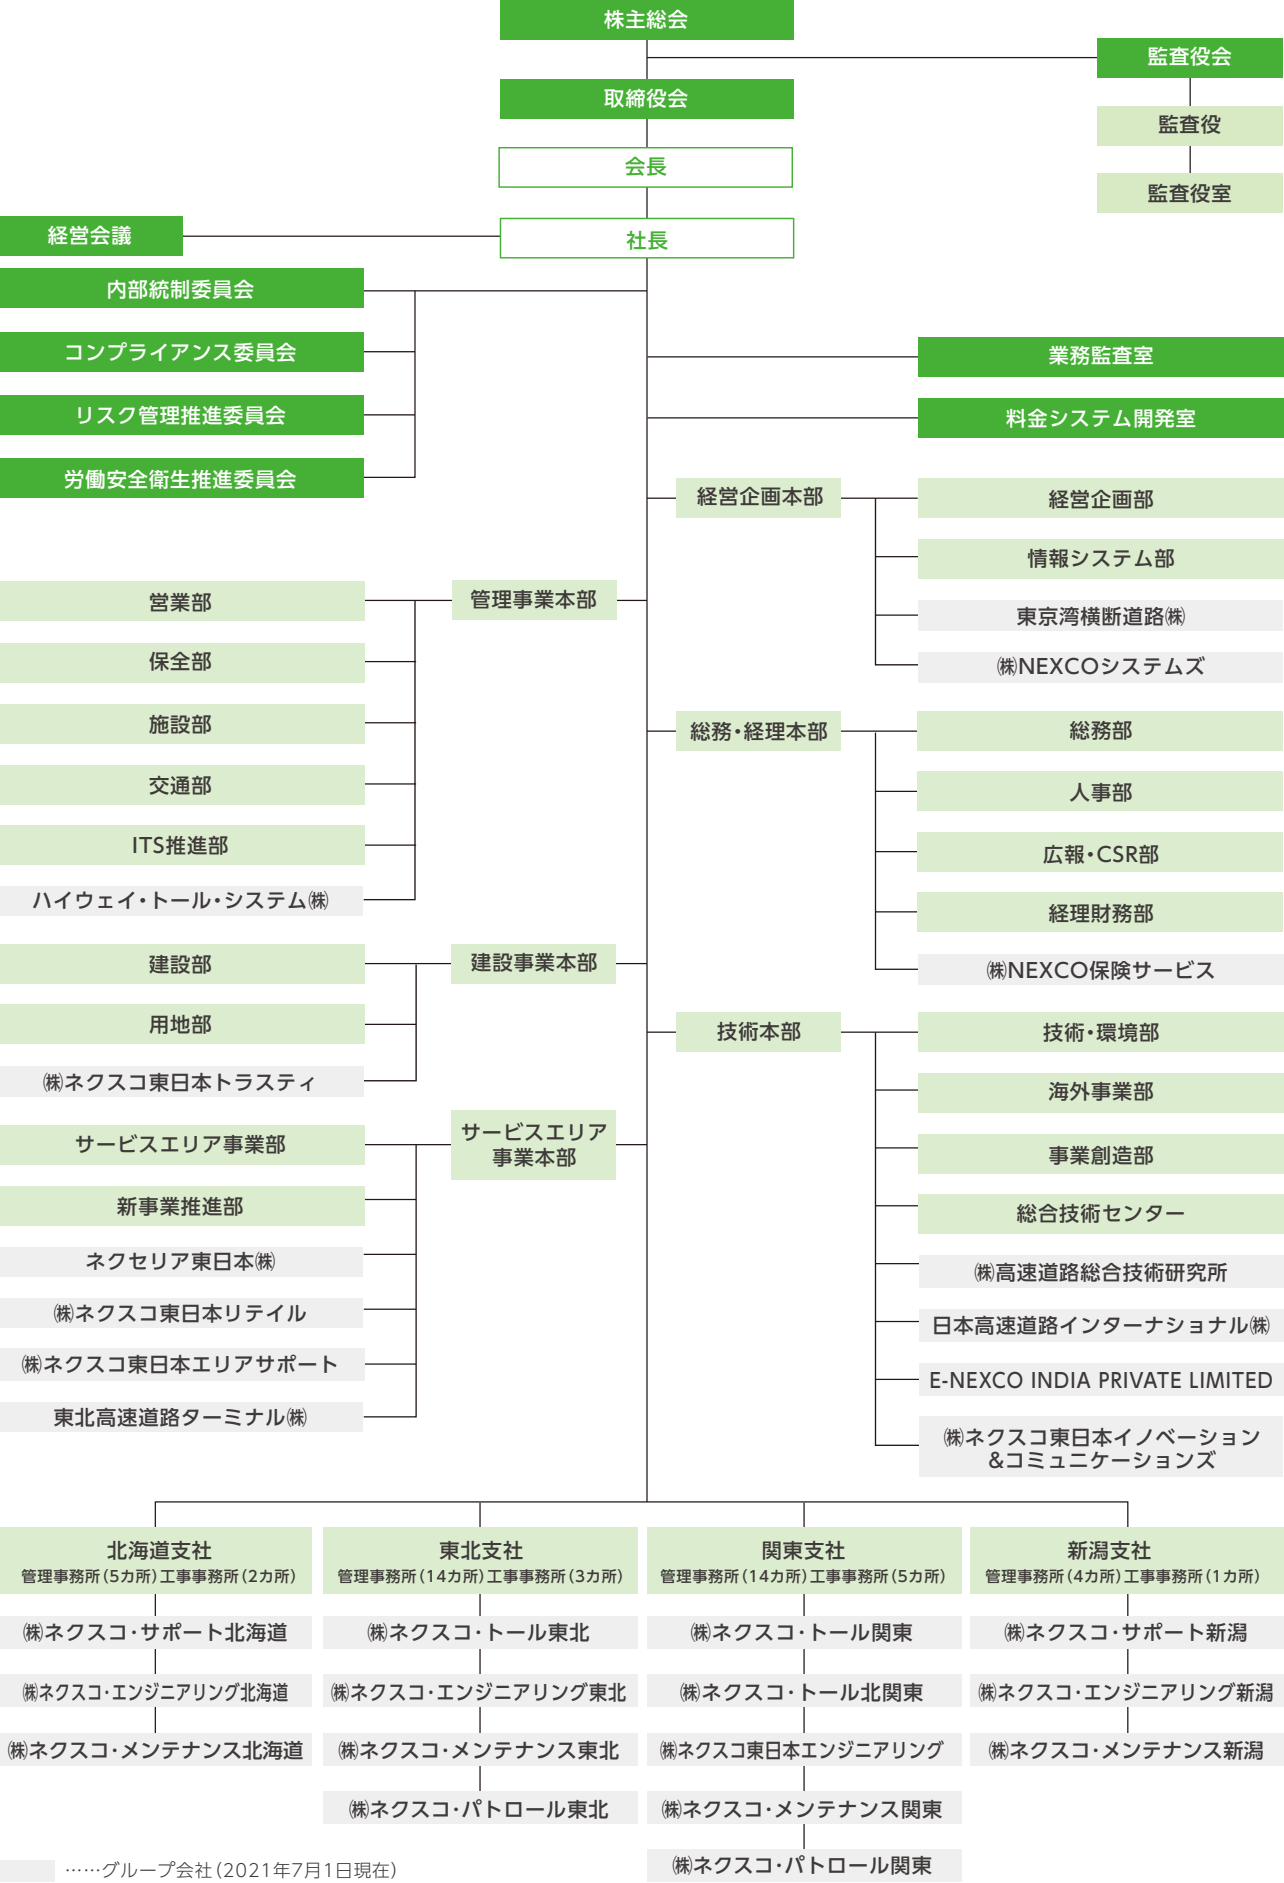 株主総会
監査役会
取締役会
監査役
会長
監査役室
経営会議
社長
内部統制委員会
コンプライアンス委員会
リスク管理推進委員会
労働安全衛生推進委員会
業務監査室
料金システム開発室
経営企画本部
経営企画部
情報システム部
東京湾横断道路㈱
㈱NEXCOシステムズ
管理事業本部
営業部
保全部
施設部
交通部
ITS推進部
ハイウェイ・トール・システム㈱
総務・経理本部
総務部
人事部
広報・CSR部
経理財務部
㈱NEXCO保険サービス
建設事業本部
建設部
用地部
㈱ネクスコ東日本トラスティ
技術本部
技術・環境部
海外事業部
事業創造部
総合技術センター
㈱高速道路総合技術研究所
日本高速道路インターナショナル㈱
E-NEXCO INDIA PRIVATE LIMITED
㈱ネクスコ東日本イノベーション
&コミュニケーションズ
サービスエリア
事業本部
サービスエリア事業部
新事業推進部
ネクセリア東日本㈱
㈱ネクスコ東日本リテイル
㈱ネクスコ東日本エリアサポート
東北高速道路ターミナル㈱
北海道支社
管理事務所(5カ所)工事事務所(2カ所)
㈱ネクスコ・サポート北海道
㈱ネクスコ・エンジニアリング北海道
㈱ネクスコ・メンテナンス北海道
東北支社
管理事務所(14カ所)工事事務所(3カ所)
㈱ネクスコ・トール東北
㈱ネクスコ・エンジニアリング東北
㈱ネクスコ・メンテナンス東北
㈱ネクスコ・パトロール東北
関東支社
管理事務所(14カ所)工事事務所(5カ所)
㈱ネクスコ・トール関東
㈱ネクスコ・トール北関東
㈱ネクスコ東日本エンジニアリング
㈱ネクスコ・メンテナンス関東
㈱ネクスコ・パトロール関東
新潟支社
管理事務所(4カ所)工事事務所(1カ所)
㈱ネクスコ・サポート新潟
㈱ネクスコ・エンジニアリング新潟
㈱ネクスコ・メンテナンス新潟
……グループ会社(2021年7月1日現在)